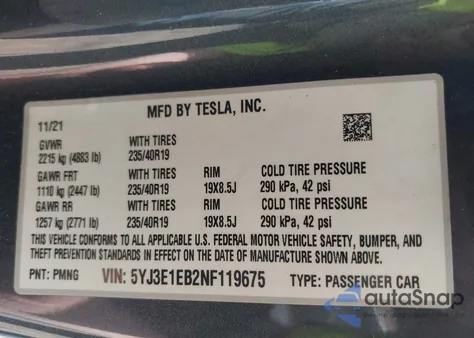 MFD BY TESLA, INC.
11/21
GVWR WITH TIRES
2215 kg (4883 lb) 235/40R19
GAWR FRT WITH TIRES RIM COLD TIRE PRESSURE
1110 kg (2447 lb) 235/40R19 19X8.5J 290 kPa, 42 psi
GAWR RR WITH TIRES RIM COLD TIRE PRESSURE
1257 kg (2771 lb) 235/40R19 19X8.5J 290 kPa, 42 psi
THIS VEHICLE CONFORMS TO ALL APPLICABLE U.S. FEDERAL MOTOR VEHICLE SAFETY, BUMPER, AND
THEFT PREVENTION STANDARDS IN EFFECT ON THE DATE OF MANUFACTURE SHOWN ABOVE.
PNT: PMNG VIN: 5YJ3E1EB2NF119675 TYPE: PASSENGER CAR
autoSnap